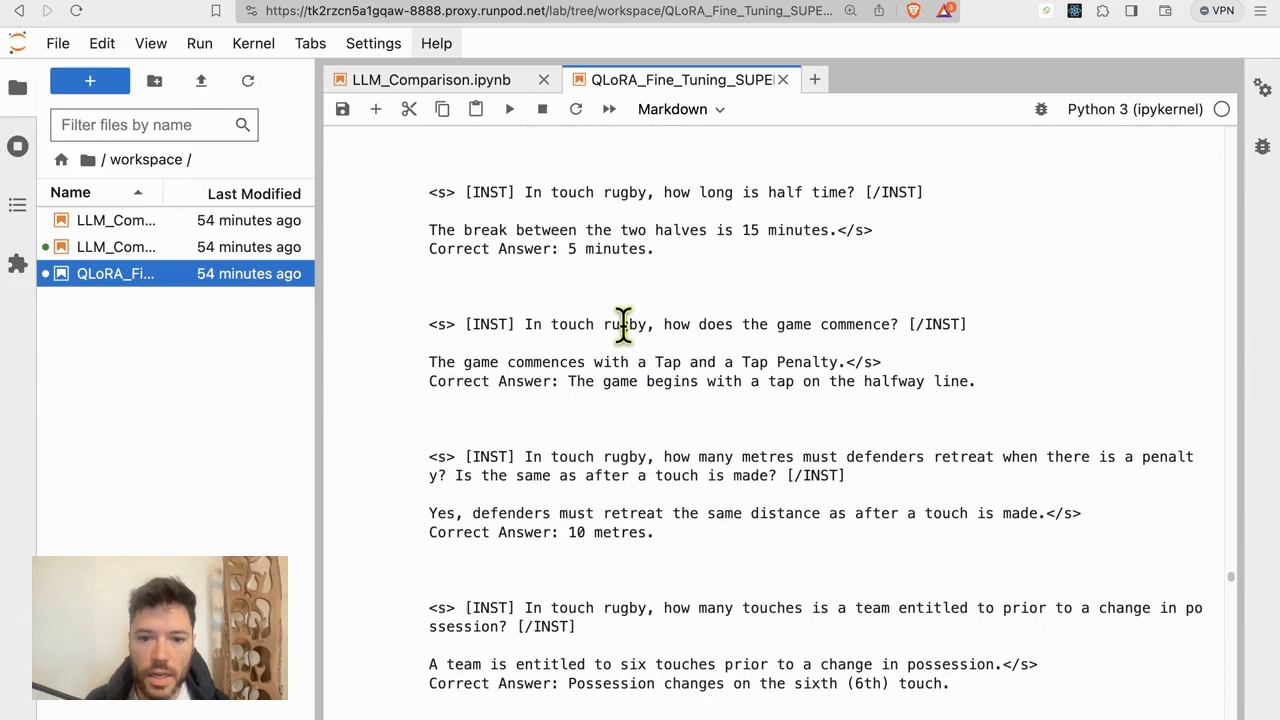 https://tk2rzcn5a1gqaw-8888.proxy.runpod.net/lab/tree/workspace/QLoRA_Fine_Tuning_SUPE...
3
VPN
File Edit View Run Kernel Tabs Settings Help
LLM_Comparison.ipynb
QLoRA_Fine_Tuning_SUPE
Filter files by name
Markdown
Python 3 (ipykernel)
/ workspace /
Name Last Modified
LLM_Com... 54 minutes ago
LLM_Com... 54 minutes ago
QLoRA_Fi... 54 minutes ago
<s> [INST] In touch rugby, how long is half time? [/INST]
The break between the two halves is 15 minutes.</s>
Correct Answer: 5 minutes.
<s> [INST] In touch rugby, how does the game commence? [/INST]
The game commences with a Tap and a Tap Penalty.</s>
Correct Answer: The game begins with a tap on the halfway line.
<s> [INST] In touch rugby, how many metres must defenders retreat when there is a penalt
y? Is the same as after a touch is made? [/INST]
Yes, defenders must retreat the same distance as after a touch is made.</s>
Correct Answer: 10 metres.
<s> [INST] In touch rugby, how many touches is a team entitled to prior to a change in po
ssession? [/INST]
A team is entitled to six touches prior to a change in possession.</s>
Correct Answer: Possession changes on the sixth (6th) touch.